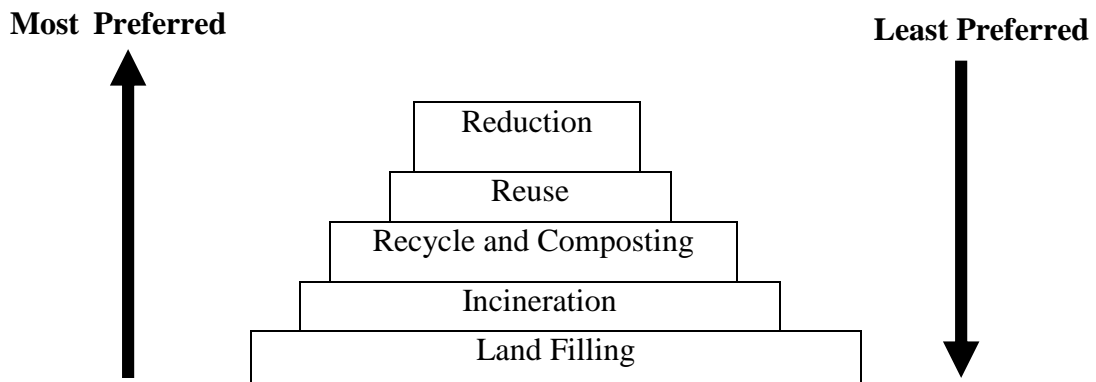 Most Preferred
Least Preferred
Reduction
Reuse
Recycle and Composting
Incineration
Land Filling